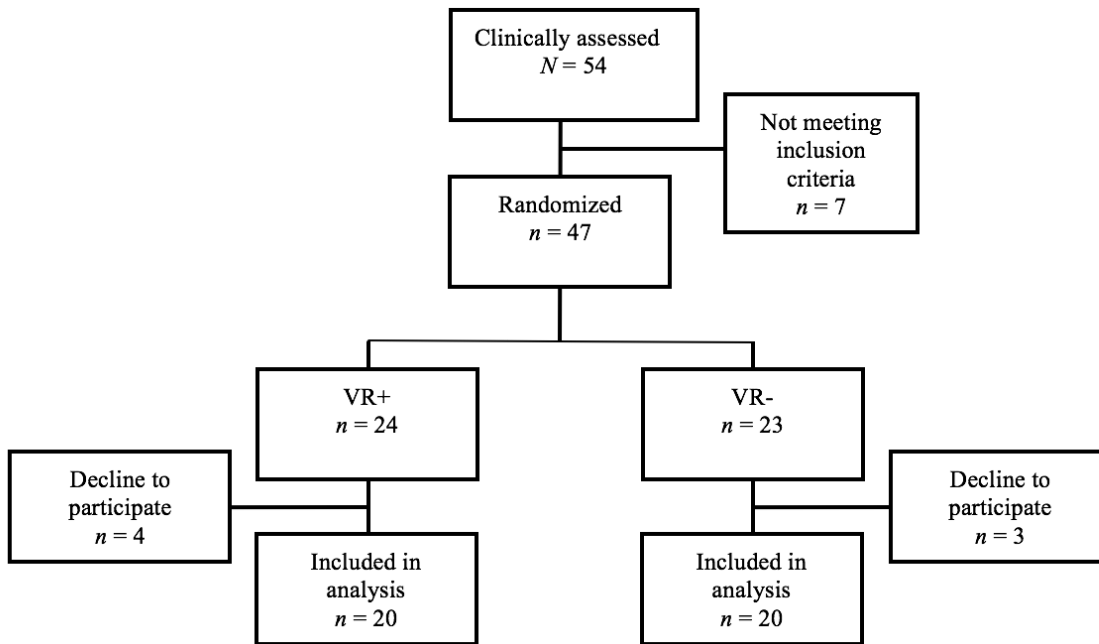 Clinically assessed
N = 54
Not meeting
inclusion
criteria
n = 7
Randomized
n = 47
VR+
n = 24
VR-
n = 23
Decline to
participate
n = 4
Decline to
participate
n = 3
Included in
analysis
n = 20
Included in
analysis
n = 20